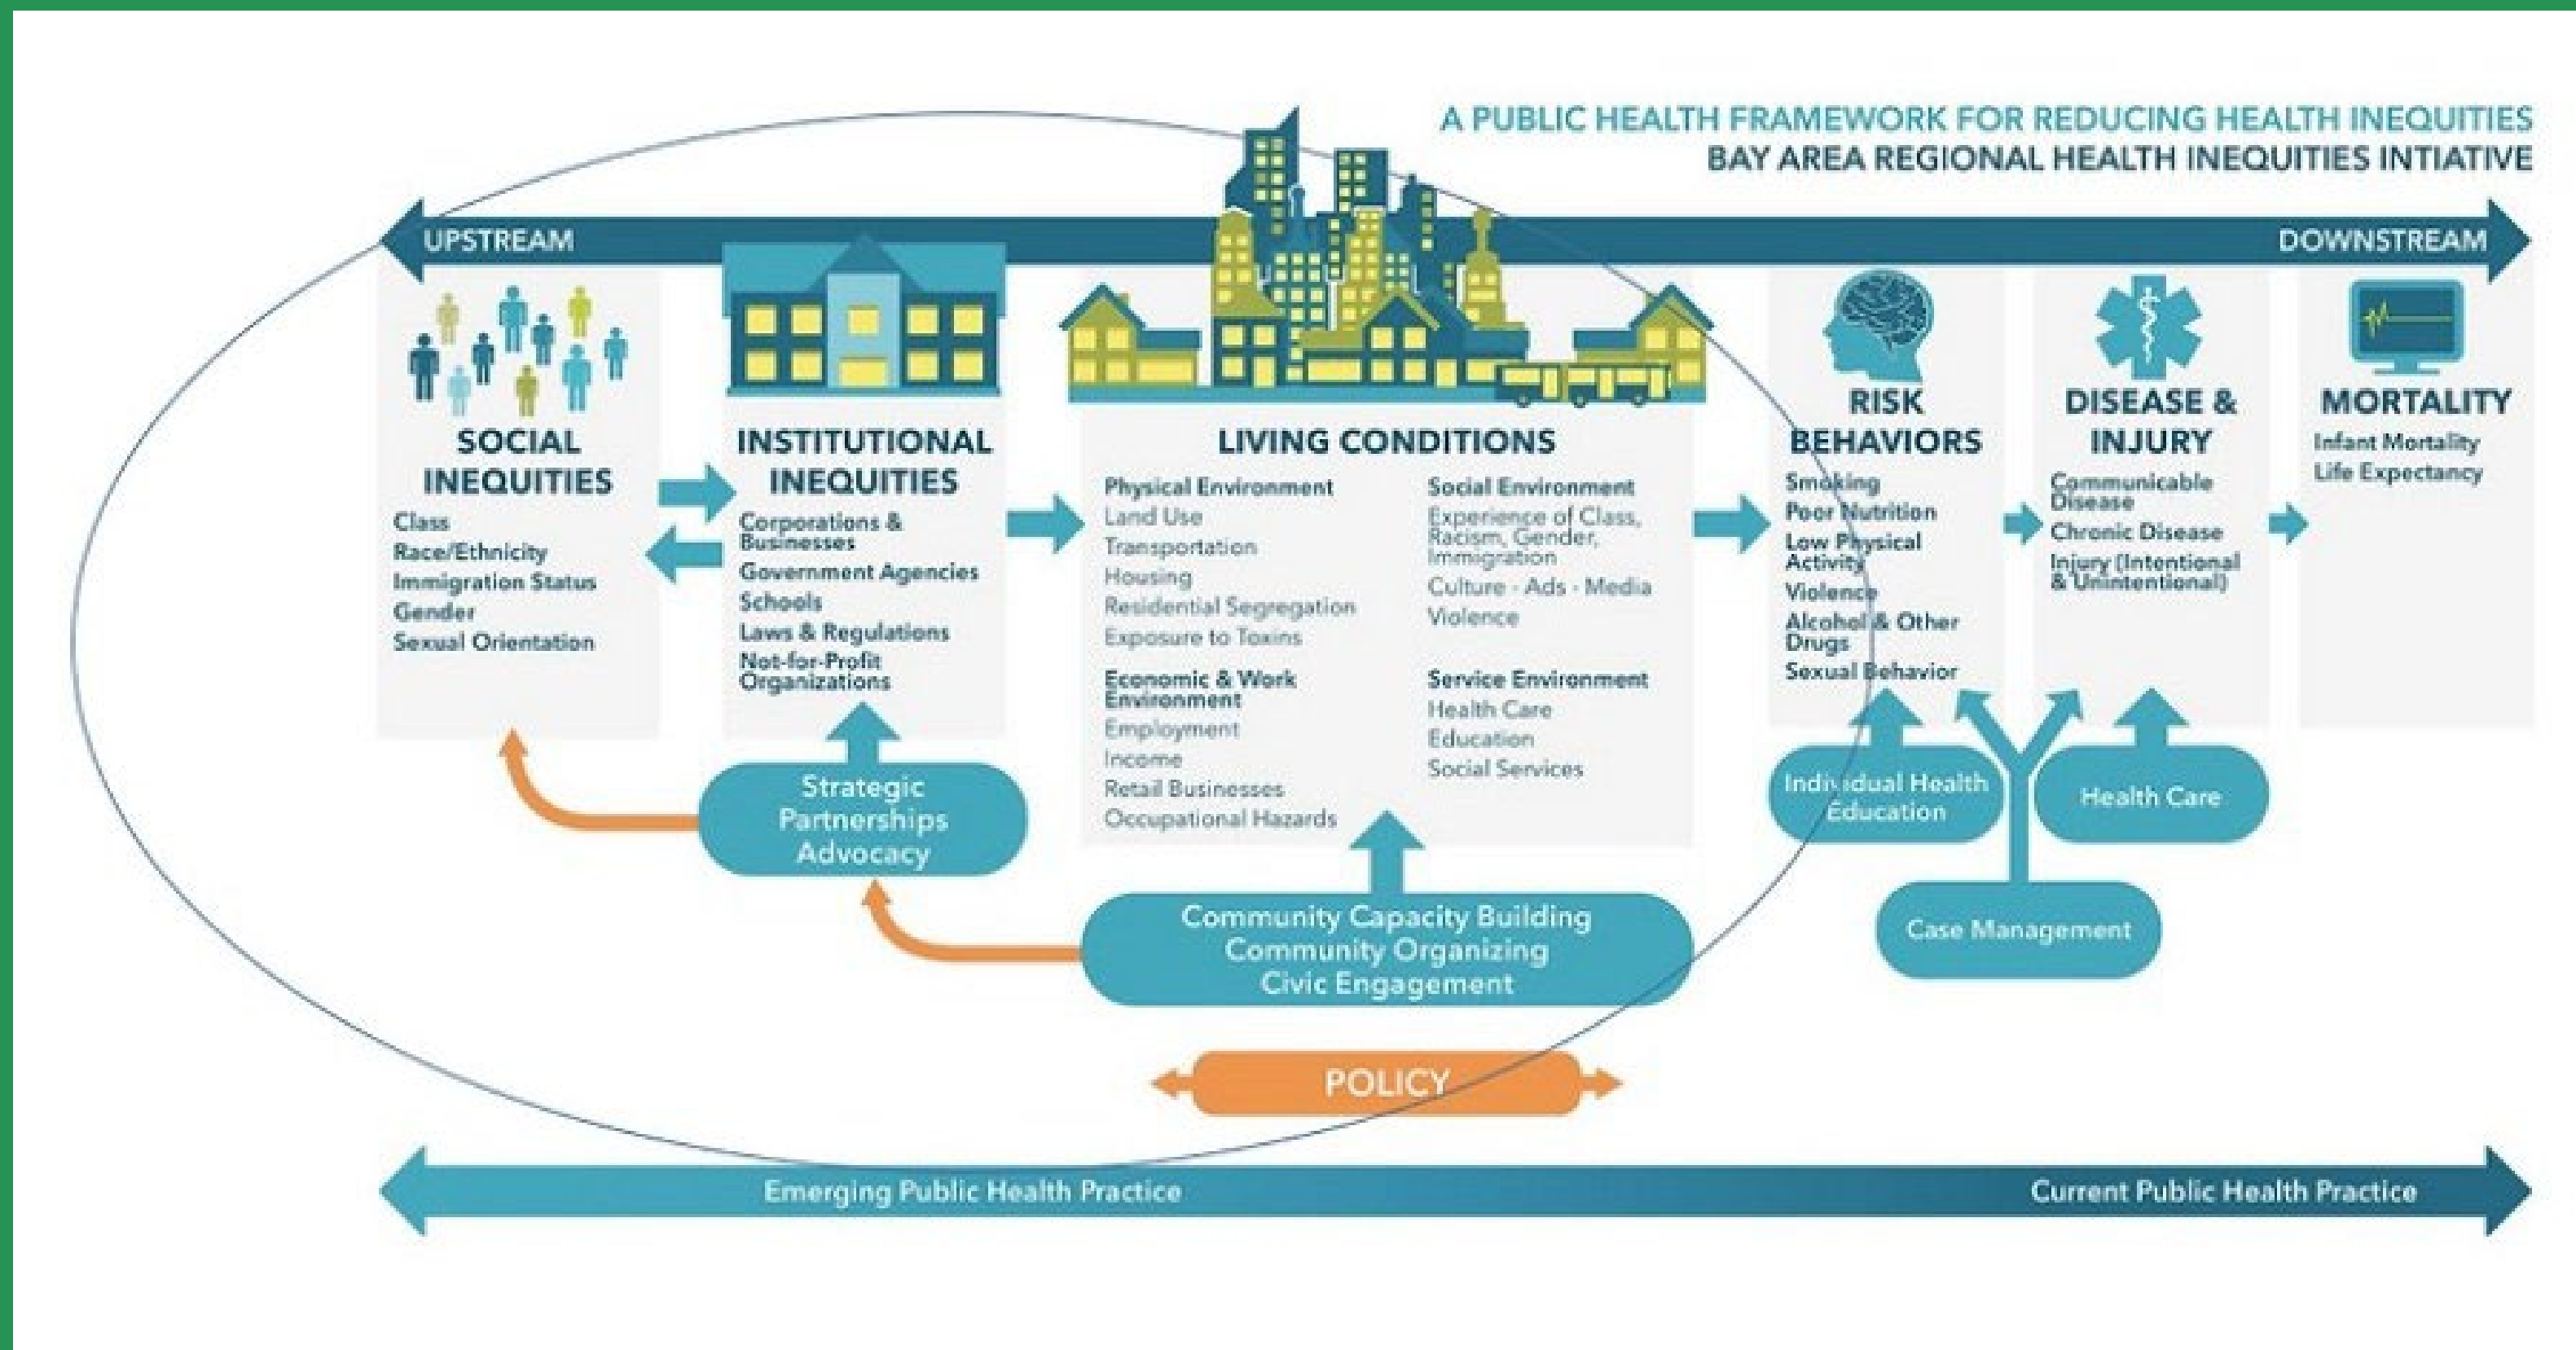 A PUBLIC HEALTH FRAMEWORK FOR REDUCING HEALTH INEQUITIES
BAY AREA REGIONAL HEALTH INEQUITIES INTIATIVE
UPSTREAM
DOWNSTREAM
SOCIAL
INEQUITIES
Class
Race/Ethnicity
Immigration Status
Gender
Sexual Orientation
INSTITUTIONAL
INEQUITIES
Corporations &
Businesses
Government Agencies
Schools
Laws & Regulations
Not-for-Profit
Organizations
LIVING CONDITIONS
Physical Environment
Land Use
Transportation
Housing
Residential Segregation
Exposure to Toxins
Economic & Work
Environment
Employment
Income
Retail Businesses
Occupational Hazards
Social Environment
Experience of Class,
Racism, Gender,
Immigration
Culture - Ads - Media
Violence
Service Environment
Health Care
Education
Social Services
RISK
BEHAVIORS
Smoking
Poor Nutrition
Low Physical
Activity
Violence
Alcohol & Other
Drugs
Sexual Behavior
DISEASE &
INJURY
Communicable
Disease
Chronic Disease
Injury (Intentional
& Unintentional)
MORTALITY
Infant Mortality
Life Expectancy
Strategic
Partnerships
Advocacy
Community Capacity Building
Community Organizing
Civic Engagement
Individual Health
Education
Health Care
Case Management
POLICY
Emerging Public Health Practice
Current Public Health Practice